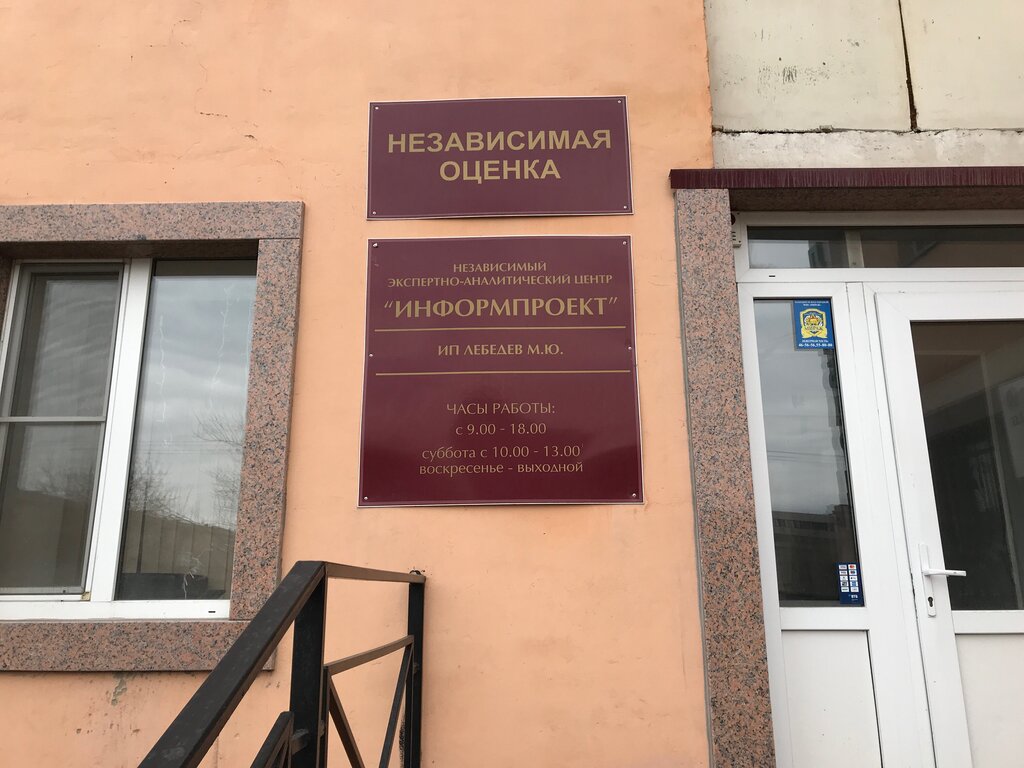 НЕЗАВИСИМАЯ
ОЦЕНКА
НЕЗАВИСИМЫЙ
ЭКСПЕРТНО-АНАЛИТИЧЕСКИЙ ЦЕНТР
“ИНФОРМПРОЕКТ”
ИП ЛЕБЕДЕВ М.Ю.
ЧАСЫ РАБОТЫ:
с 9.00 - 18.00
суббота с 10.00 - 13.00
воскресенье - выходной